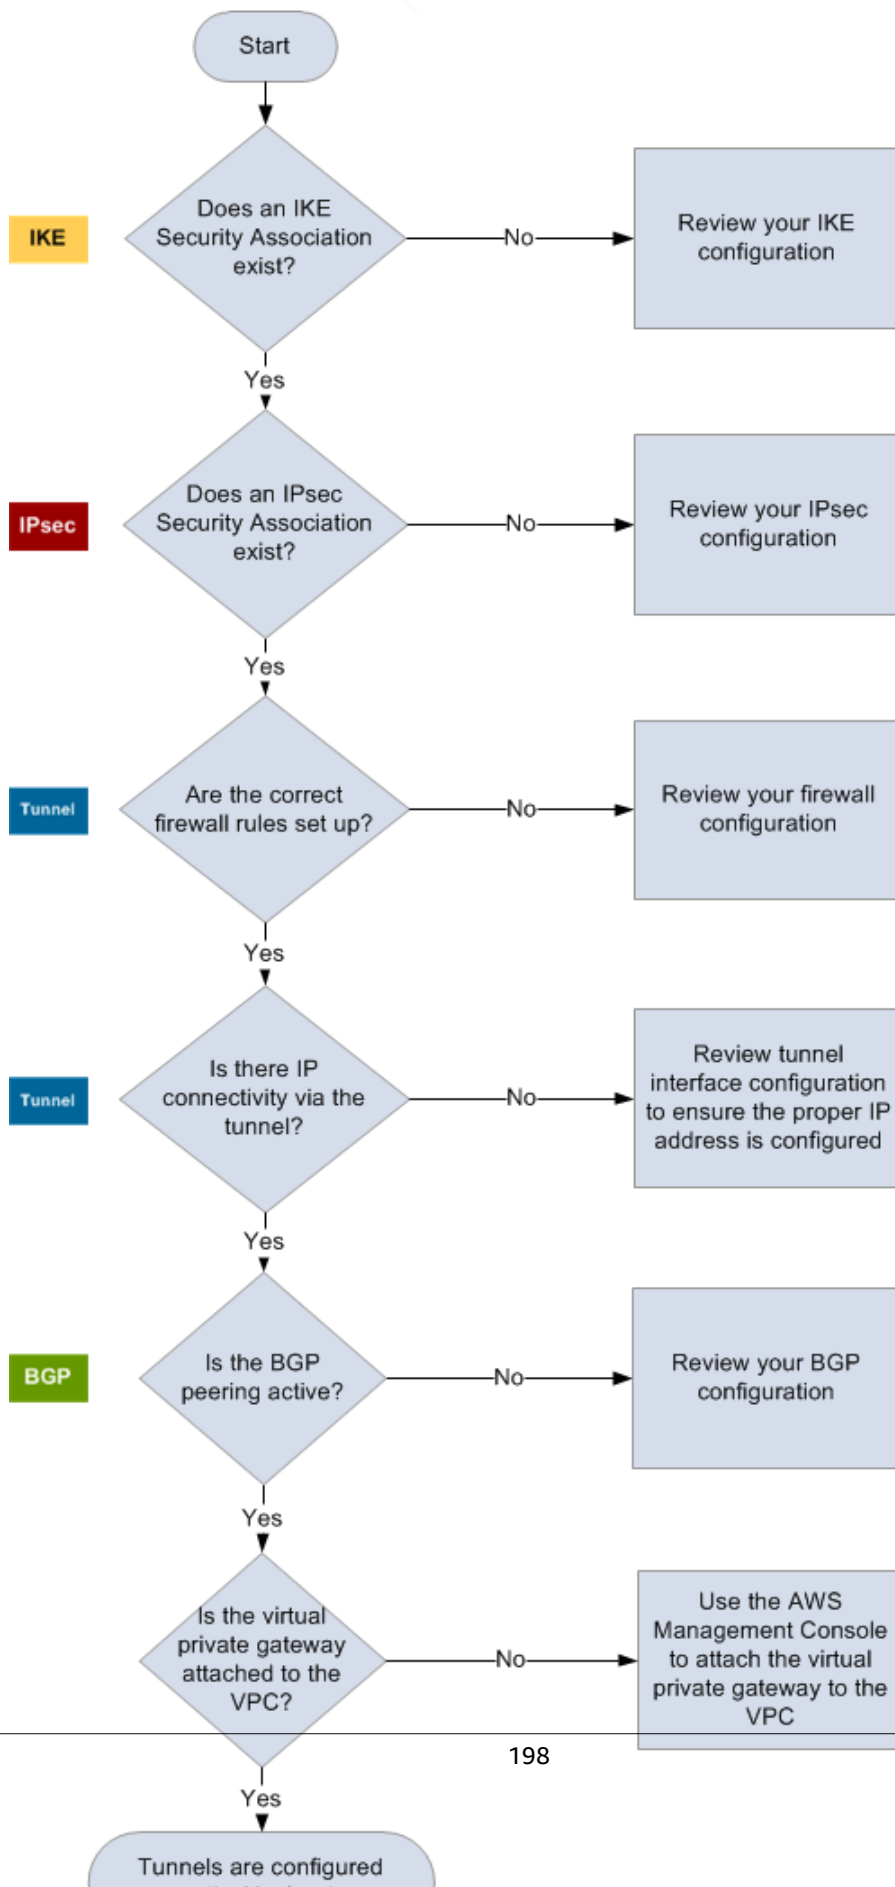 Start
IKE
Does an IKE
Security Association
exist?
No
Review your IKE
configuration
Yes
IPsec
Does an IPsec
Security Association
exist?
No
Review your IPsec
configuration
Yes
Tunnel
Are the correct
firewall rules set up?
No
Review your firewall
configuration
Yes
Tunnel
Is there IP
connectivity via the
tunnel?
No
Review tunnel
interface configuration
to ensure the proper IP
address is configured
Yes
BGP
Is the BGP
peering active?
No
Review your BGP
configuration
Yes
Is the virtual
private gateway
attached to the
VPC?
No
Use the AWS
Management Console
to attach the virtual
private gateway to the
VPC
198
Yes
Tunnels are configured